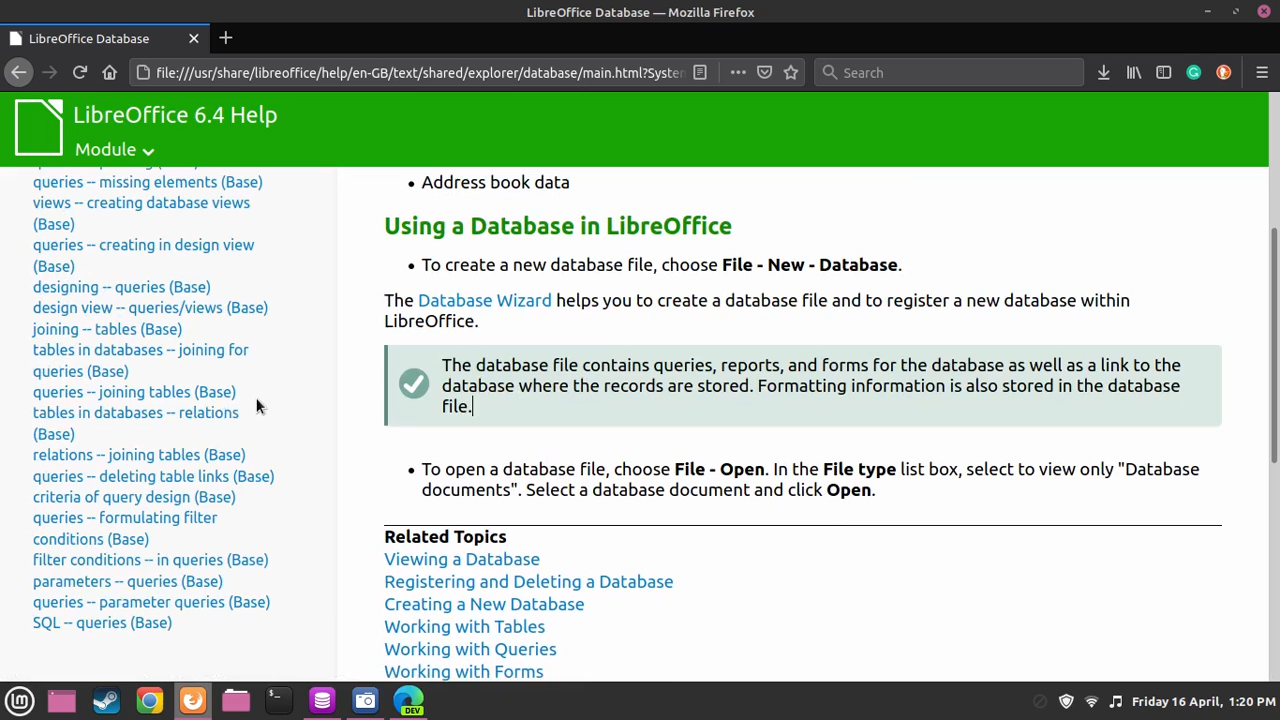 LibreOffice Database — Mozilla Firefox
LibreOffice Database
file:///usr/share/libreoffice/help/en-GB/text/shared/explorer/database/main.html?Syste
Search
LibreOffice 6.4 Help
Module
queries -- missing elements (Base)
views -- creating database views
(Base)
queries -- creating in design view
(Base)
designing -- queries (Base)
design view -- queries/views (Base)
joining -- tables (Base)
tables in databases -- joining for
queries (Base)
queries -- joining tables (Base)
tables in databases -- relations
(Base)
relations -- joining tables (Base)
queries -- deleting table links (Base)
criteria of query design (Base)
queries -- formulating filter
conditions (Base)
filter conditions -- in queries (Base)
parameters -- queries (Base)
queries -- parameter queries (Base)
SQL -- queries (Base)
• Address book data
Using a Database in LibreOffice
• To create a new database file, choose File - New - Database.
The Database Wizard helps you to create a database file and to register a new database within
LibreOffice.
The database file contains queries, reports, and forms for the database as well as a link to the
database where the records are stored. Formatting information is also stored in the database
file.
• To open a database file, choose File - Open. In the File type list box, select to view only "Database
documents". Select a database document and click Open.
Related Topics
Viewing a Database
Registering and Deleting a Database
Creating a New Database
Working with Tables
Working with Queries
Working with Forms
DEV
Friday 16 April, 1:20 PM